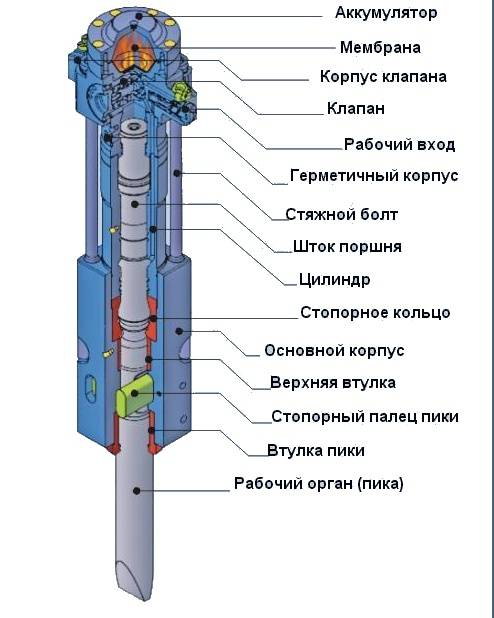 Аккумулятор
Мембрана
Корпус клапана
Клапан
Рабочий вход
Герметичный корпус
Стяжной болт
Шток поршня
Цилиндр
Стопорное кольцо
Основной корпус
Верхняя втулка
Стопорный палец пики
Втулка пики
Рабочий орган (пика)